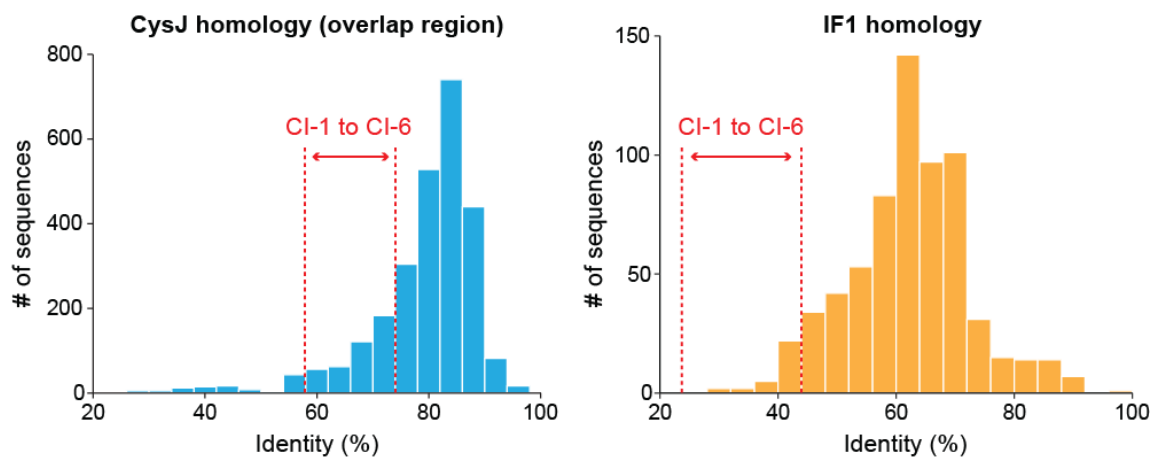 CysJ homology (overlap region)
800
600
400
200
0
# of sequences
CI-1 to CI-6
20
40
60
80
100
Identity (%)
IF1 homology
150
100
50
0
# of sequences
CI-1 to CI-6
20
40
60
80
100
Identity (%)